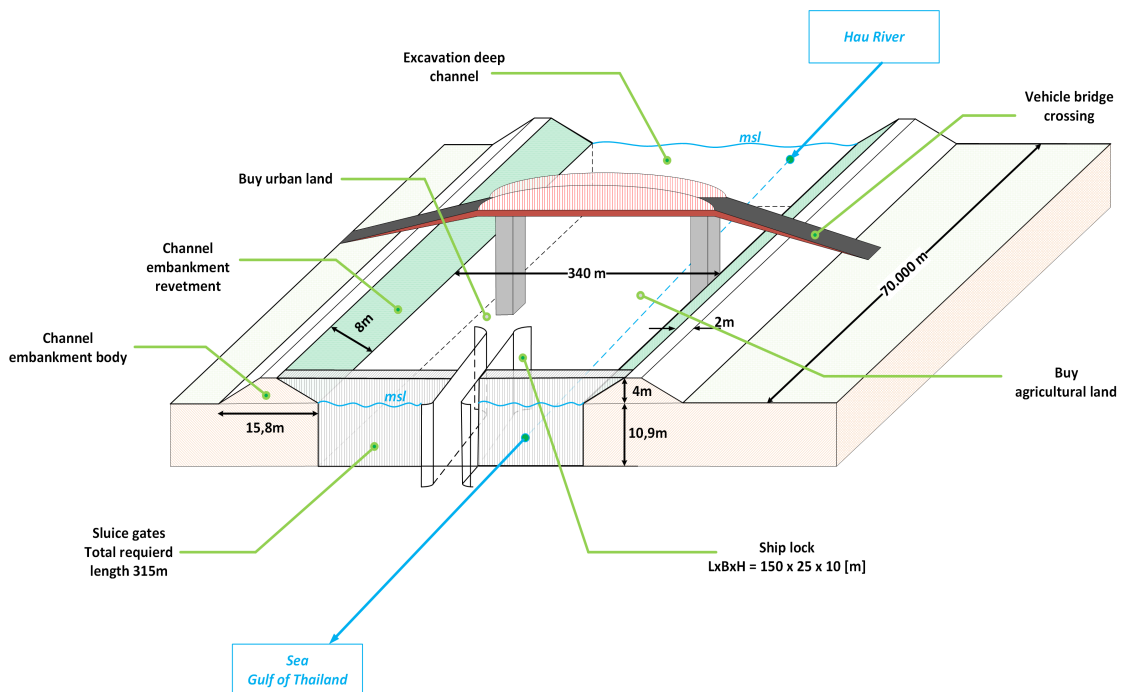 Hau River
Excavation deep
channel
Vehicle bridge
crossing
msl
Buy urban land
Channel
embankment
revetment
340 m
70.000 m
8m
2m
Channel
embankment body
Buy
agricultural land
msl
4m
15,8m
10,9m
Sluice gates
Total requierd
length 315m
Ship lock
LxBxH = 150 x 25 x 10 [m]
Sea
Gulf of Thailand